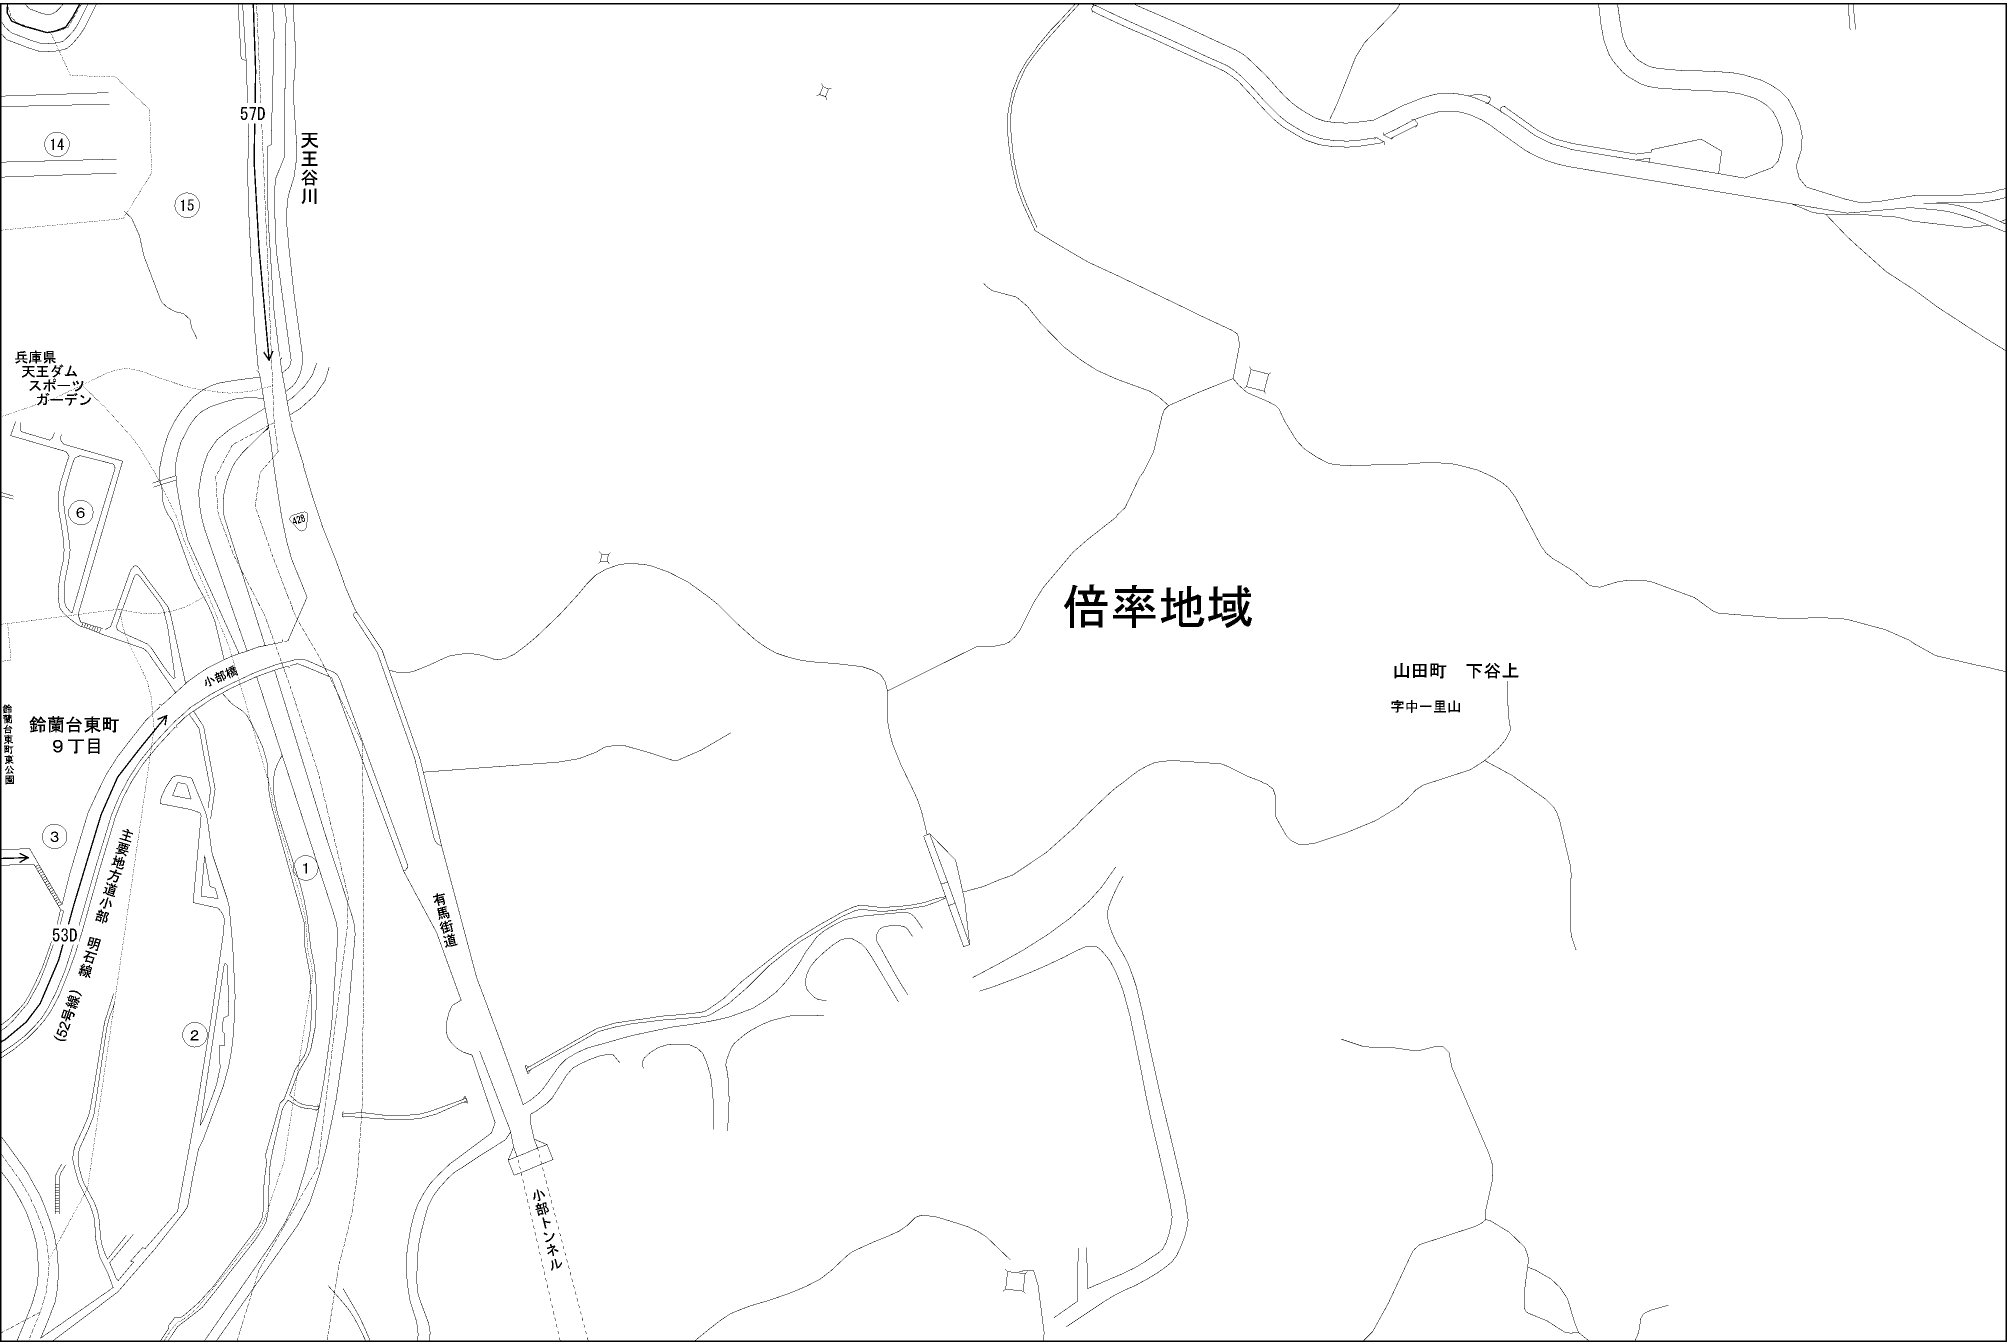 57D
14
天王谷川
15
兵庫県
天王ダム
スポーツ
ガーデン
6
428
倍率地域
山田町　下谷上
字中一里山
小部橋
鈴蘭台東町
９丁目
鈴蘭台東町東公園
3
主要地方道小部　明石線
(52号線)
1
有馬街道
53D
2
小部トンネル